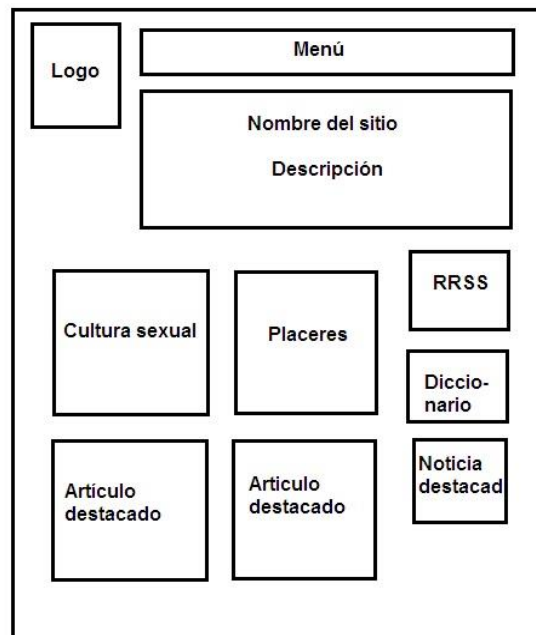 Logo
Menú
Nombre del sitio
Descripción
Cultura sexual
Placeres
RRSS
Diccio-
nario
Artículo
destacado
Articulo
destacado
Noticia
destacad